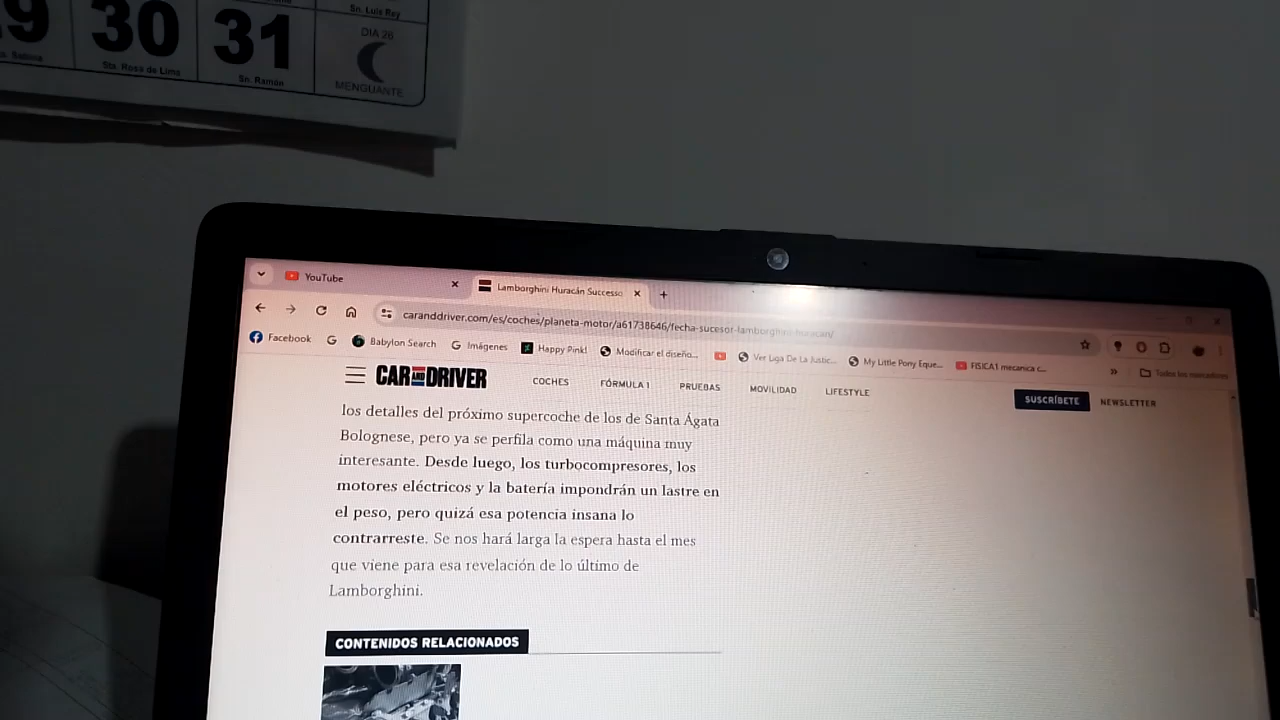 9 30 31
Sta. Rosa de Lima
Sn. Ramón
Sn. Luis Rey
DIA 26
MENGUANTE
YouTube
Lamborghini Huracán Successo
caranddriver.com/es/coches/planeta-motor/a61738646/fecha-sucesor-lamborghini-huracan/
Facebook
Babylon Search
Imágenes
Happy Pink!
Modificar el diseño...
Ver Liga De La Justic...
My Little Pony Eque...
FISICA1 mecanica c...
»
Todos los marcadores
CAR AND DRIVER
COCHES
FÓRMULA 1
PRUEBAS
MOVILIDAD
LIFESTYLE
SUSCRÍBETE
NEWSLETTER
los detalles del próximo supercoche de los de Santa Ágata
Bolognese, pero ya se perfila como una máquina muy
interesante. Desde luego, los turbocompresores, los
motores eléctricos y la batería impondrán un lastre en
el peso, pero quizá esa potencia insana lo
contrarreste. Se nos hará larga la espera hasta el mes
que viene para esa revelación de lo último de
Lamborghini.
CONTENIDOS RELACIONADOS